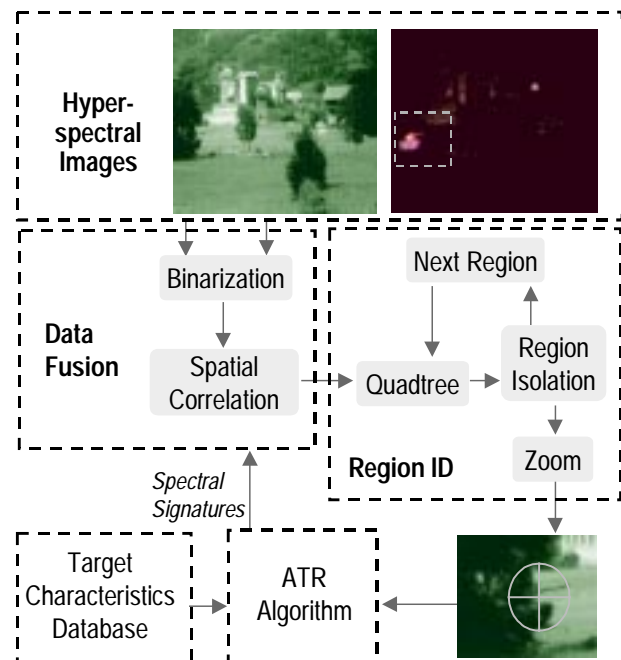 Hyper-
spectral
Images
Binarization
Next Region
Data
Fusion
Spatial
Correlation
Quadtree
Region
Isolation
Region ID
Zoom
Spectral
Signatures
Target
Characteristics
Database
ATR
Algorithm